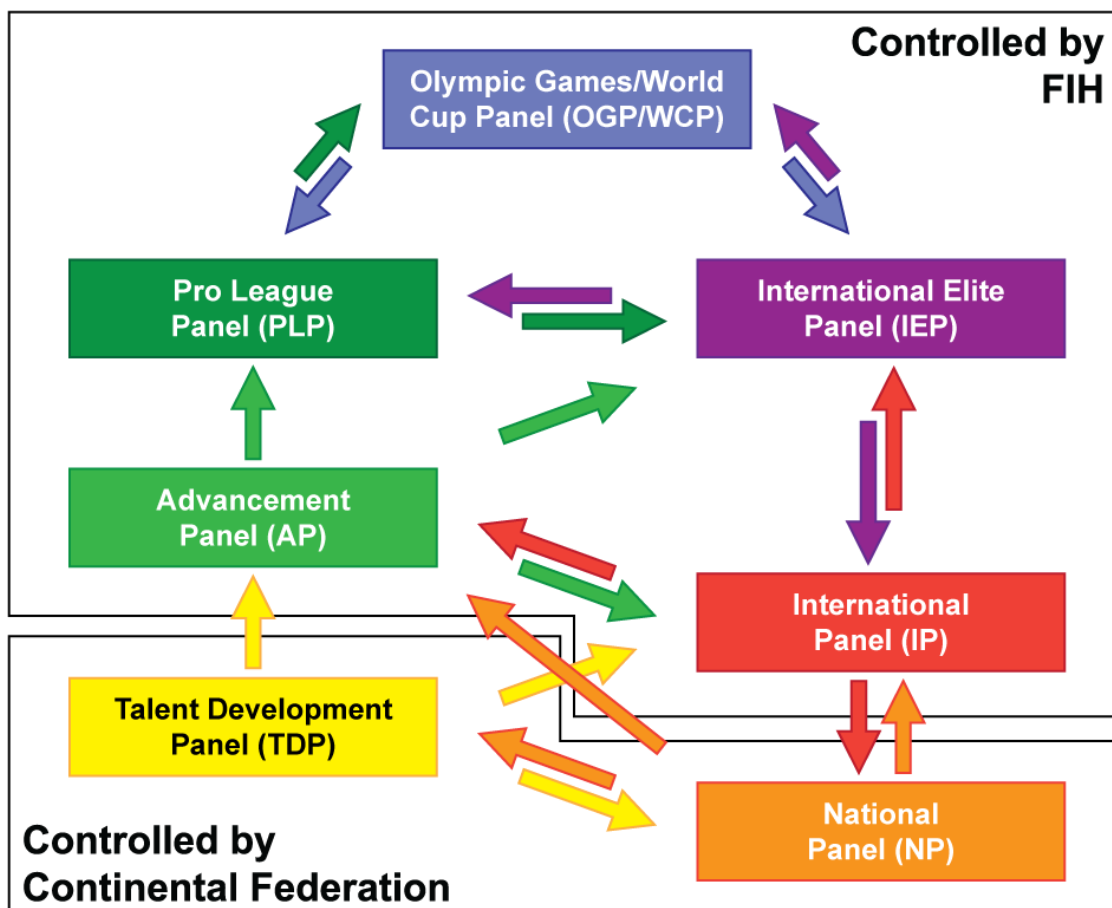 Controlled by
FIH
Olympic Games/World
Cup Panel (OGP/WCP)
Pro League
Panel (PLP)
International Elite
Panel (IEP)
Advancement
Panel (AP)
International
Panel (IP)
Talent Development
Panel (TDP)
National
Panel (NP)
Controlled by
Continental Federation